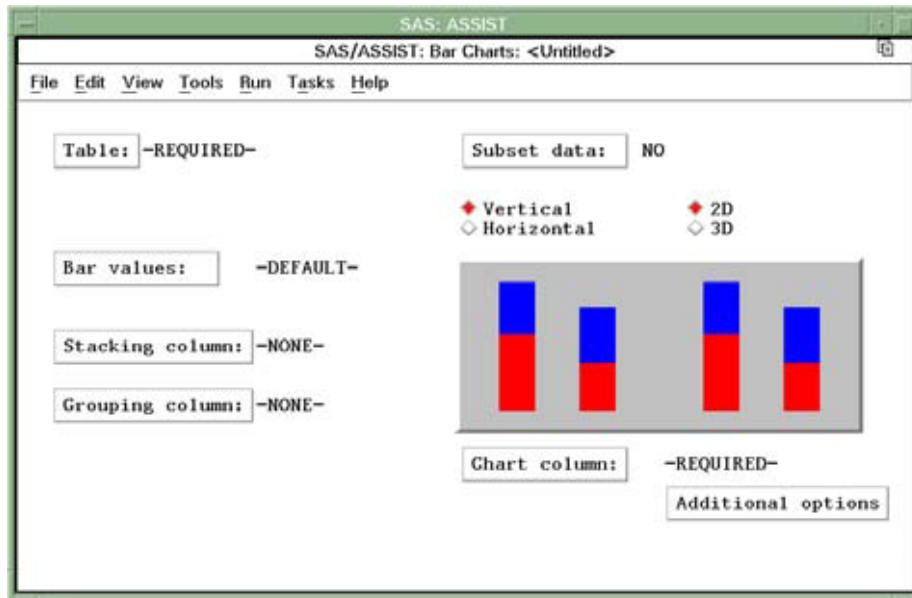 SAS: ASSIST
SAS/ASSIST: Bar Charts: <Untitled>
File Edit View Tools Run Tasks Help
Table: -REQUIRED-
Subset data: NO
Vertical 2D
Horizontal 3D
Bar values: -DEFAULT-
Stacking column: -NONE-
Grouping column: -NONE-
Chart column: -REQUIRED-
Additional options